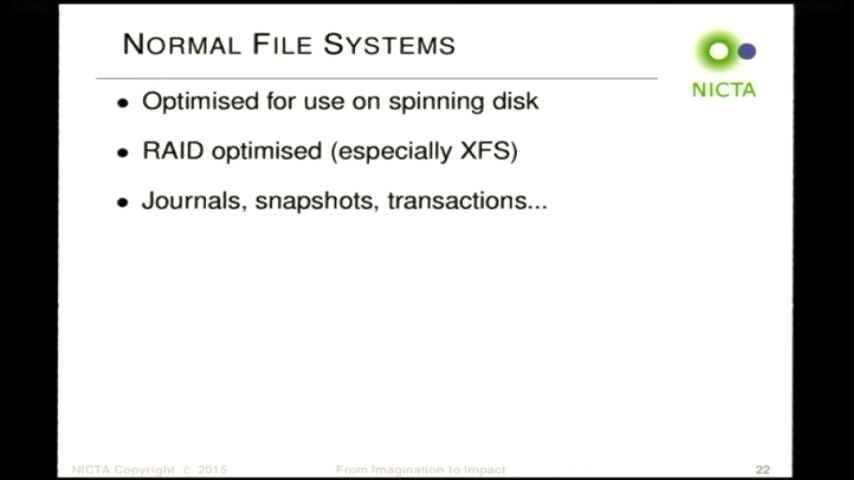 NORMAL FILE SYSTEMS
NICTA
• Optimised for use on spinning disk
• RAID optimised (especially XFS)
• Journals, snapshots, transactions...
NICTA Copyright c 2015 From Imagination to Impact 22